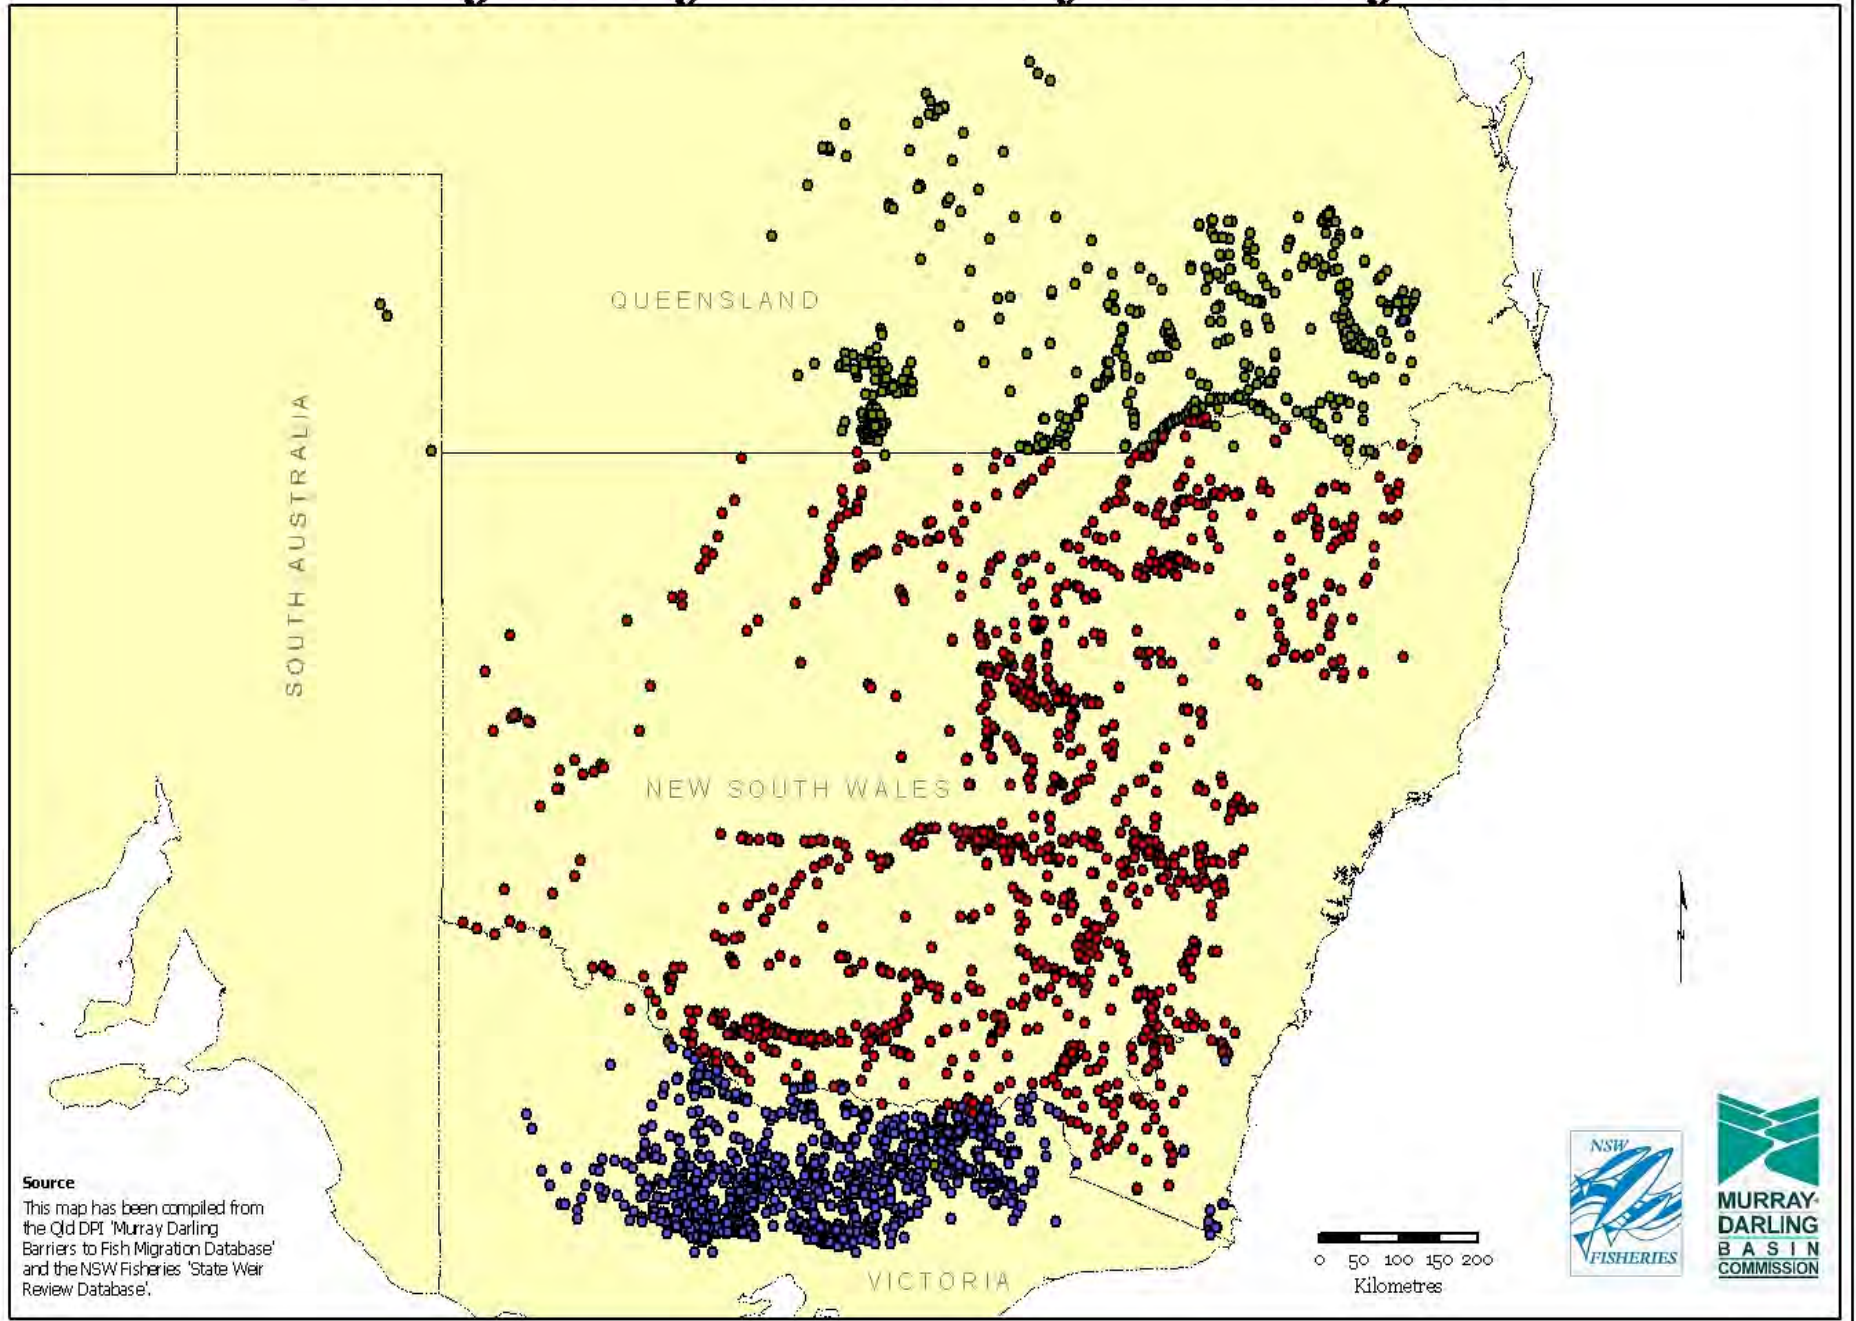 QUEENSLAND
SOUTH AUSTRALIA
NEW SOUTH WALES
VICTORIA
N
Source
This map has been compiled from
the Qld DPI 'Murray Darling
Barriers to Fish Migration Database'
and the NSW Fisheries 'State Weir
Review Database'.
0 50 100 150 200
Kilometres
NSW
FISHERIES
MURRAY-
DARLING
BASIN
COMMISSION